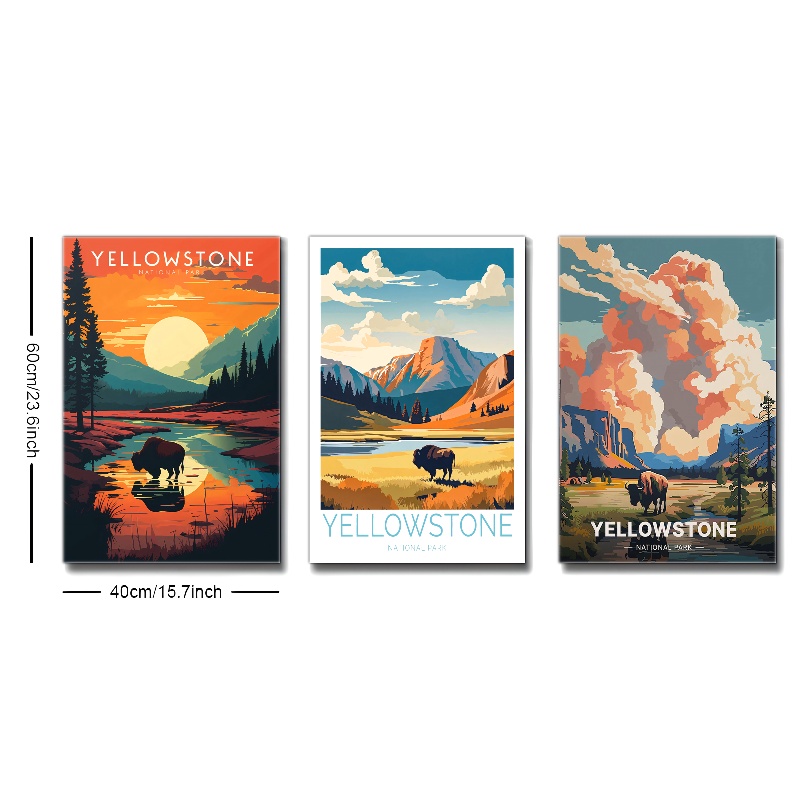 YELLOWSTONE
NATIONAL PARK
60cm/23.6inch
40cm/15.7inch
YELLOWSTONE
NATIONAL PARK
YELLOWSTONE
NATIONAL PARK